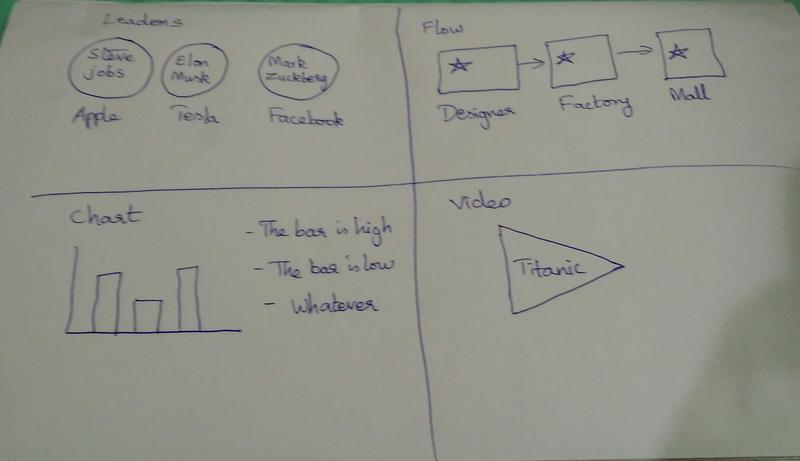 Leaders
Steve
jobs
Elon
Musk
Mark
Zuckberg
Apple
Tesla
Facebook
Flow
Designer
Factory
Mall
Chart
- The bar is high
- The bar is low
- Whatever
Video
Titanic